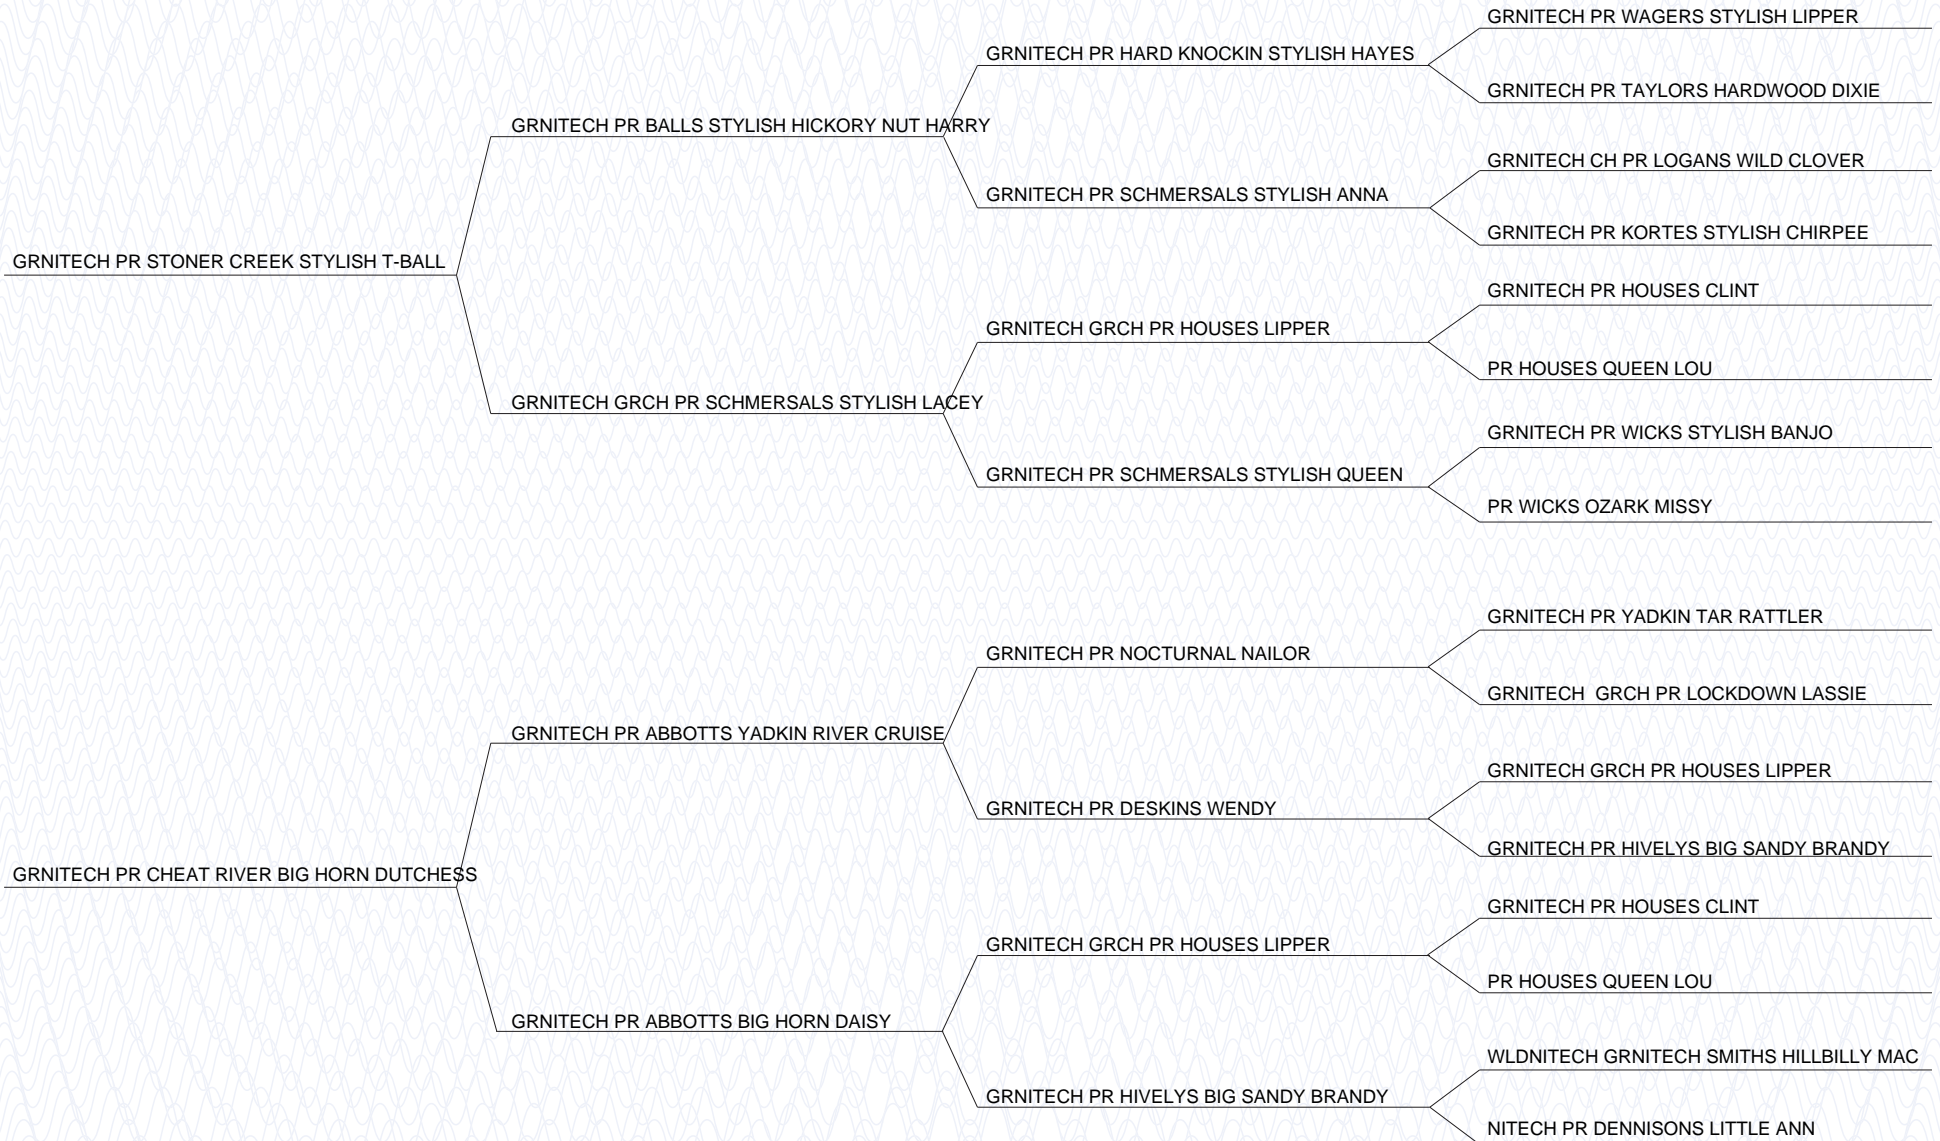 GRNITECH PR WAGERS STYLISH LIPPER
GRNITECH PR HARD KNOCKIN STYLISH HAYES
GRNITECH PR TAYLORS HARDWOOD DIXIE
GRNITECH PR BALLS STYLISH HICKORY NUT HARRY
GRNITECH CH PR LOGANS WILD CLOVER
GRNITECH PR SCHMERSALS STYLISH ANNA
GRNITECH PR KORTES STYLISH CHIRPEE
GRNITECH PR STONER CREEK STYLISH T-BALL
GRNITECH PR HOUSES CLINT
GRNITECH GRCH PR HOUSES LIPPER
PR HOUSES QUEEN LOU
GRNITECH GRCH PR SCHMERSALS STYLISH LACEY
GRNITECH PR WICKS STYLISH BANJO
GRNITECH PR SCHMERSALS STYLISH QUEEN
PR WICKS OZARK MISSY
GRNITECH PR YADKIN TAR RATTLER
GRNITECH PR NOCTURNAL NAILOR
GRNITECH  GRCH PR LOCKDOWN LASSIE
GRNITECH PR ABBOTTS YADKIN RIVER CRUISE
GRNITECH GRCH PR HOUSES LIPPER
GRNITECH PR DESKINS WENDY
GRNITECH PR HIVELYS BIG SANDY BRANDY
GRNITECH PR CHEAT RIVER BIG HORN DUTCHESS
GRNITECH PR HOUSES CLINT
GRNITECH GRCH PR HOUSES LIPPER
PR HOUSES QUEEN LOU
GRNITECH PR ABBOTTS BIG HORN DAISY
WLDNITECH GRNITECH SMITHS HILLBILLY MAC
GRNITECH PR HIVELYS BIG SANDY BRANDY
NITECH PR DENNISONS LITTLE ANN